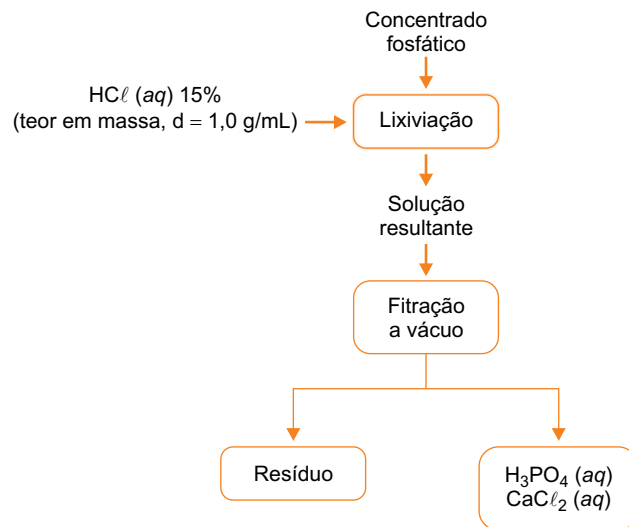 Concentrado
fosfático
HCℓ (aq) 15%
(teor em massa, d = 1,0 g/mL)
Lixiviação
Solução
resultante
Fitração
a vácuo
Resíduo
H₃PO₄ (aq)
CaCℓ₂ (aq)